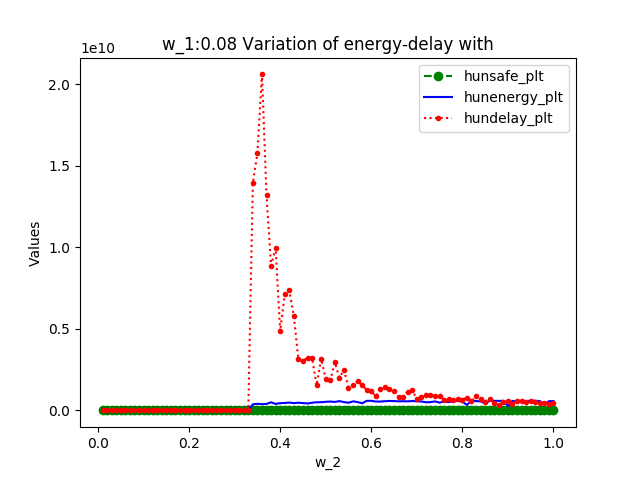 w_1:0.08 Variation of energy-delay with
1e10
hunsafe_plt
hunenergy_plt
hundelay_plt
2.0
1.5
1.0
0.5
0.0
Values
0.0 0.2 0.4 0.6 0.8 1.0
w_2